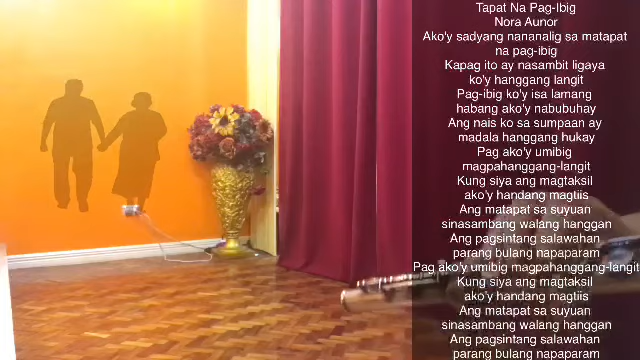 Tapat Na Pag-Ibig
Nora Aunor
Ako'y sadyang nananalig sa matapat
na pag-ibig
Kapag ito ay nasambit ligaya
ko'y hanggang langit
Pag-ibig ko'y isa lamang
habang ako'y nabubuhay
Ang nais ko sa sumpaan ay
madala hanggang hukay
Pag ako'y umibig
magpahanggang-langit
Kung siya ang magtaksil
ako'y handang magtiis
Ang matapat sa suyuan
sinasambang walang hanggan
Ang pagsintang salawahan
parang bulang napaparam
Pag ako'y umibig magpahanggang-langit
Kung siya ang magtaksil
ako'y handang magtiis
Ang matapat sa suyuan
sinasambang walang hanggan
Ang pagsintang salawahan
parang bulang napaparam